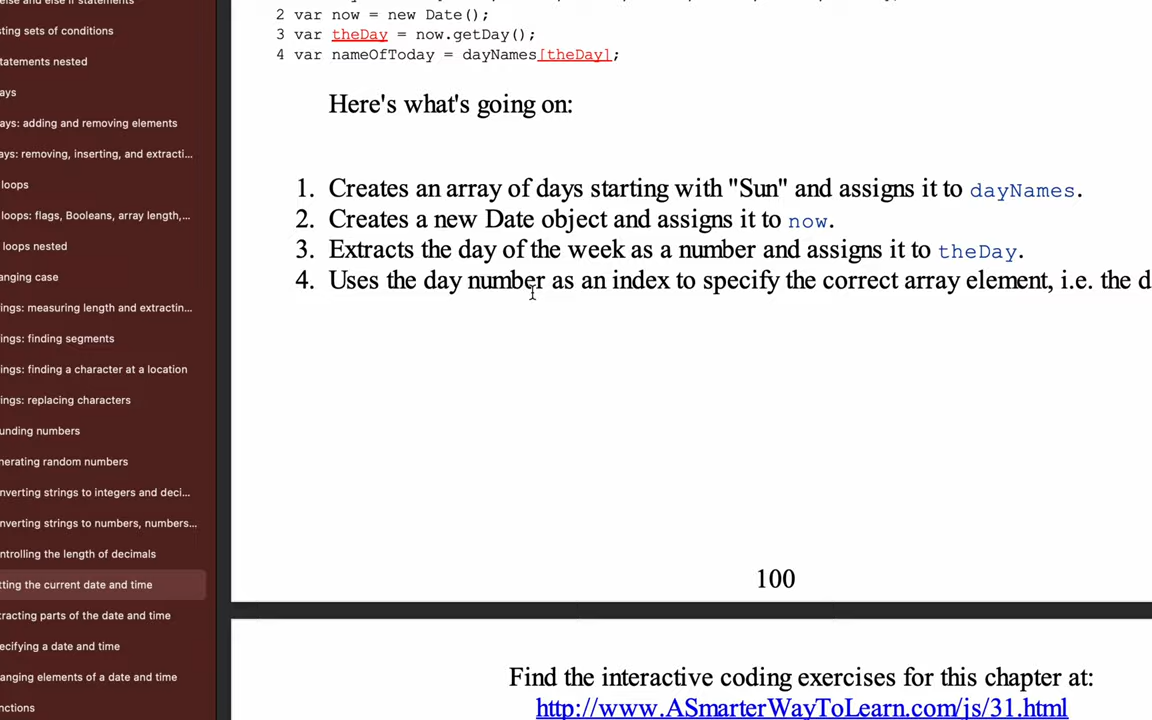 else and else if statements
sting sets of conditions
tatements nested
ays
ays: adding and removing elements
ays: removing, inserting, and extracti...
loops
loops: flags, Booleans, array length,...
loops nested
anging case
ings: measuring length and extractin...
ings: finding segments
ings: finding a character at a location
ings: replacing characters
unding numbers
nerating random numbers
nverting strings to integers and deci...
nverting strings to numbers, numbers...
ntrolling the length of decimals
tting the current date and time
tracting parts of the date and time
ecifying a date and time
anging elements of a date and time
nctions
2 var now = new Date();
3 var theDay = now.getDay();
4 var nameOfToday = dayNames[theDay];
Here's what's going on:
1. Creates an array of days starting with "Sun" and assigns it to dayNames.
2. Creates a new Date object and assigns it to now.
3. Extracts the day of the week as a number and assigns it to theDay.
4. Uses the day number as an index to specify the correct array element, i.e. the d
100
Find the interactive coding exercises for this chapter at:
http://www.ASmarterWayToLearn.com/js/31.html